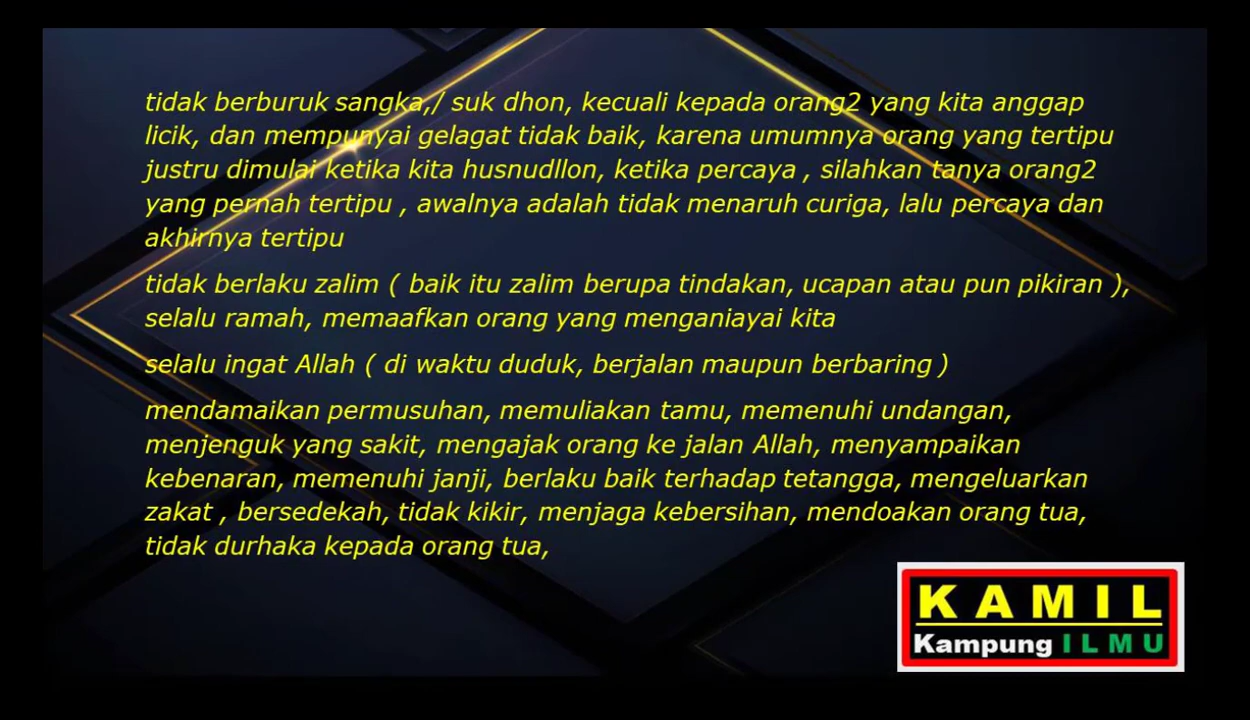 tidak berburuk sangka,/ suk dhon, kecuali kepada orang2 yang kita anggap
licik, dan mempunyai gelagat tidak baik, karena umumnya orang yang tertipu
justru dimulai ketika kita husnudllon, ketika percaya , silahkan tanya orang2
yang pernah tertipu , awalnya adalah tidak menaruh curiga, lalu percaya dan
akhirnya tertipu
tidak berlaku zalim ( baik itu zalim berupa tindakan, ucapan atau pun pikiran ),
selalu ramah, memaafkan orang yang menganiayai kita
selalu ingat Allah ( di waktu duduk, berjalan maupun berbaring )
mendamaikan permusuhan, memuliakan tamu, memenuhi undangan,
menjenguk yang sakit, mengajak orang ke jalan Allah, menyampaikan
kebenaran, memenuhi janji, berlaku baik terhadap tetangga, mengeluarkan
zakat , bersedekah, tidak kikir, menjaga kebersihan, mendoakan orang tua,
tidak durhaka kepada orang tua,
K A M I L
Kampung I L M U